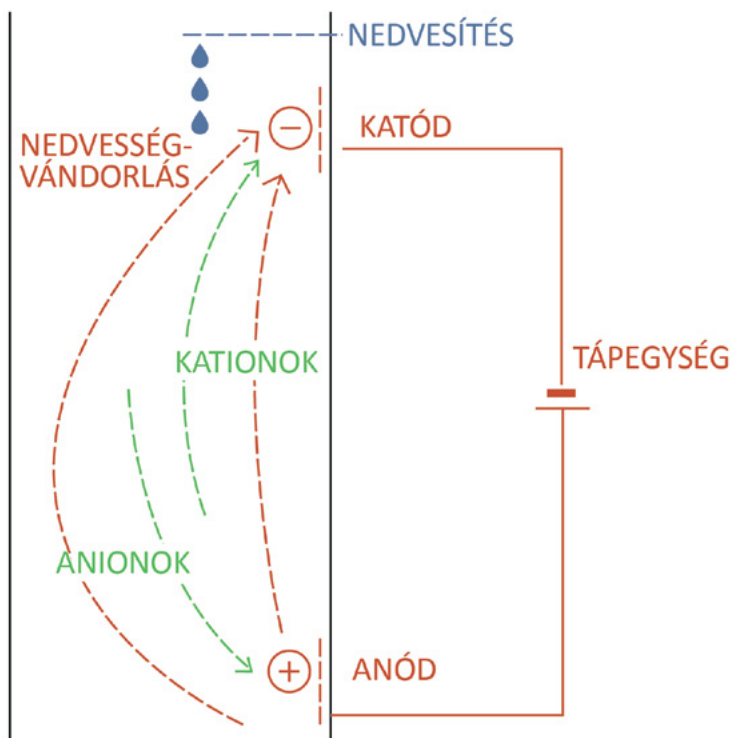 NEDVESÍTÉS
KATÓD
NEDVESSÉG-
VÁNDORLÁS
KATIONOK
TÁPEGYSÉG
ANIONOK
ANÓD